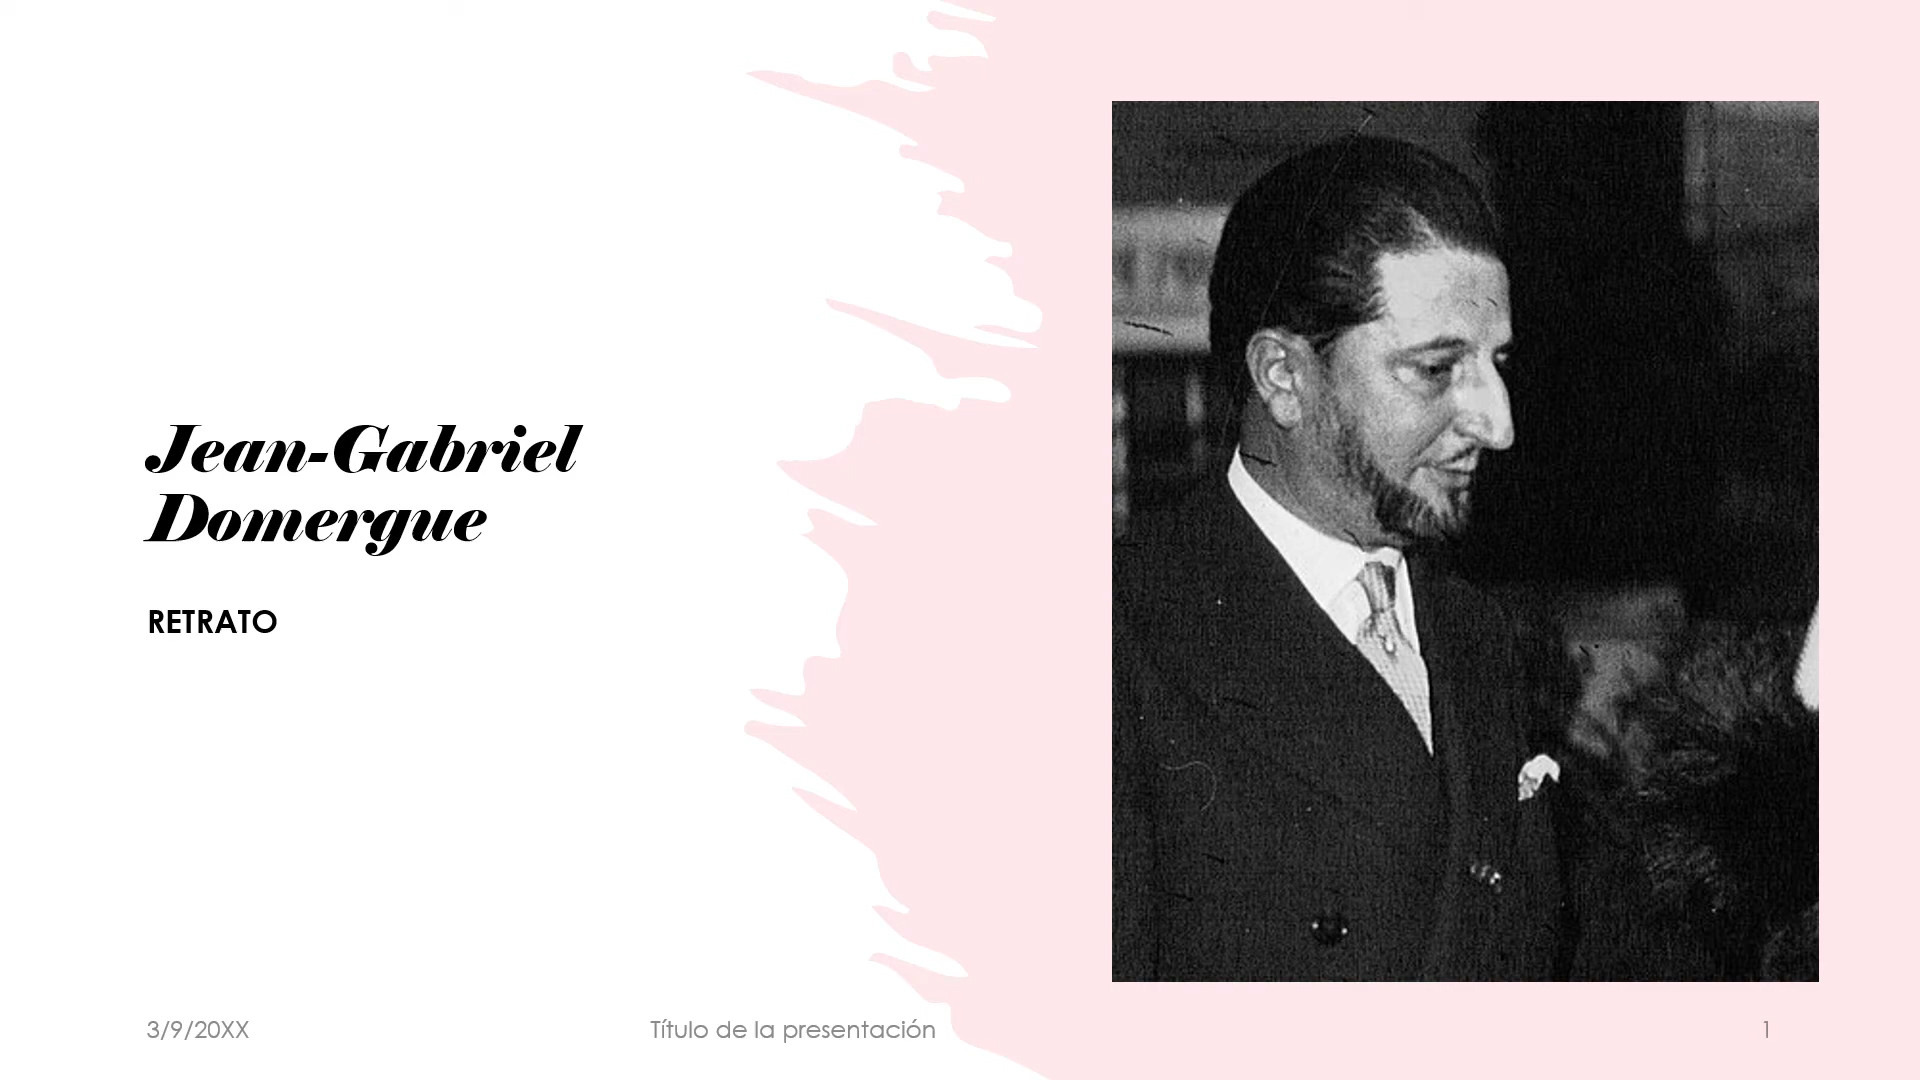 Jean-Gabriel
Domergue
RETRATO
3/9/20XX
Título de la presentación
1